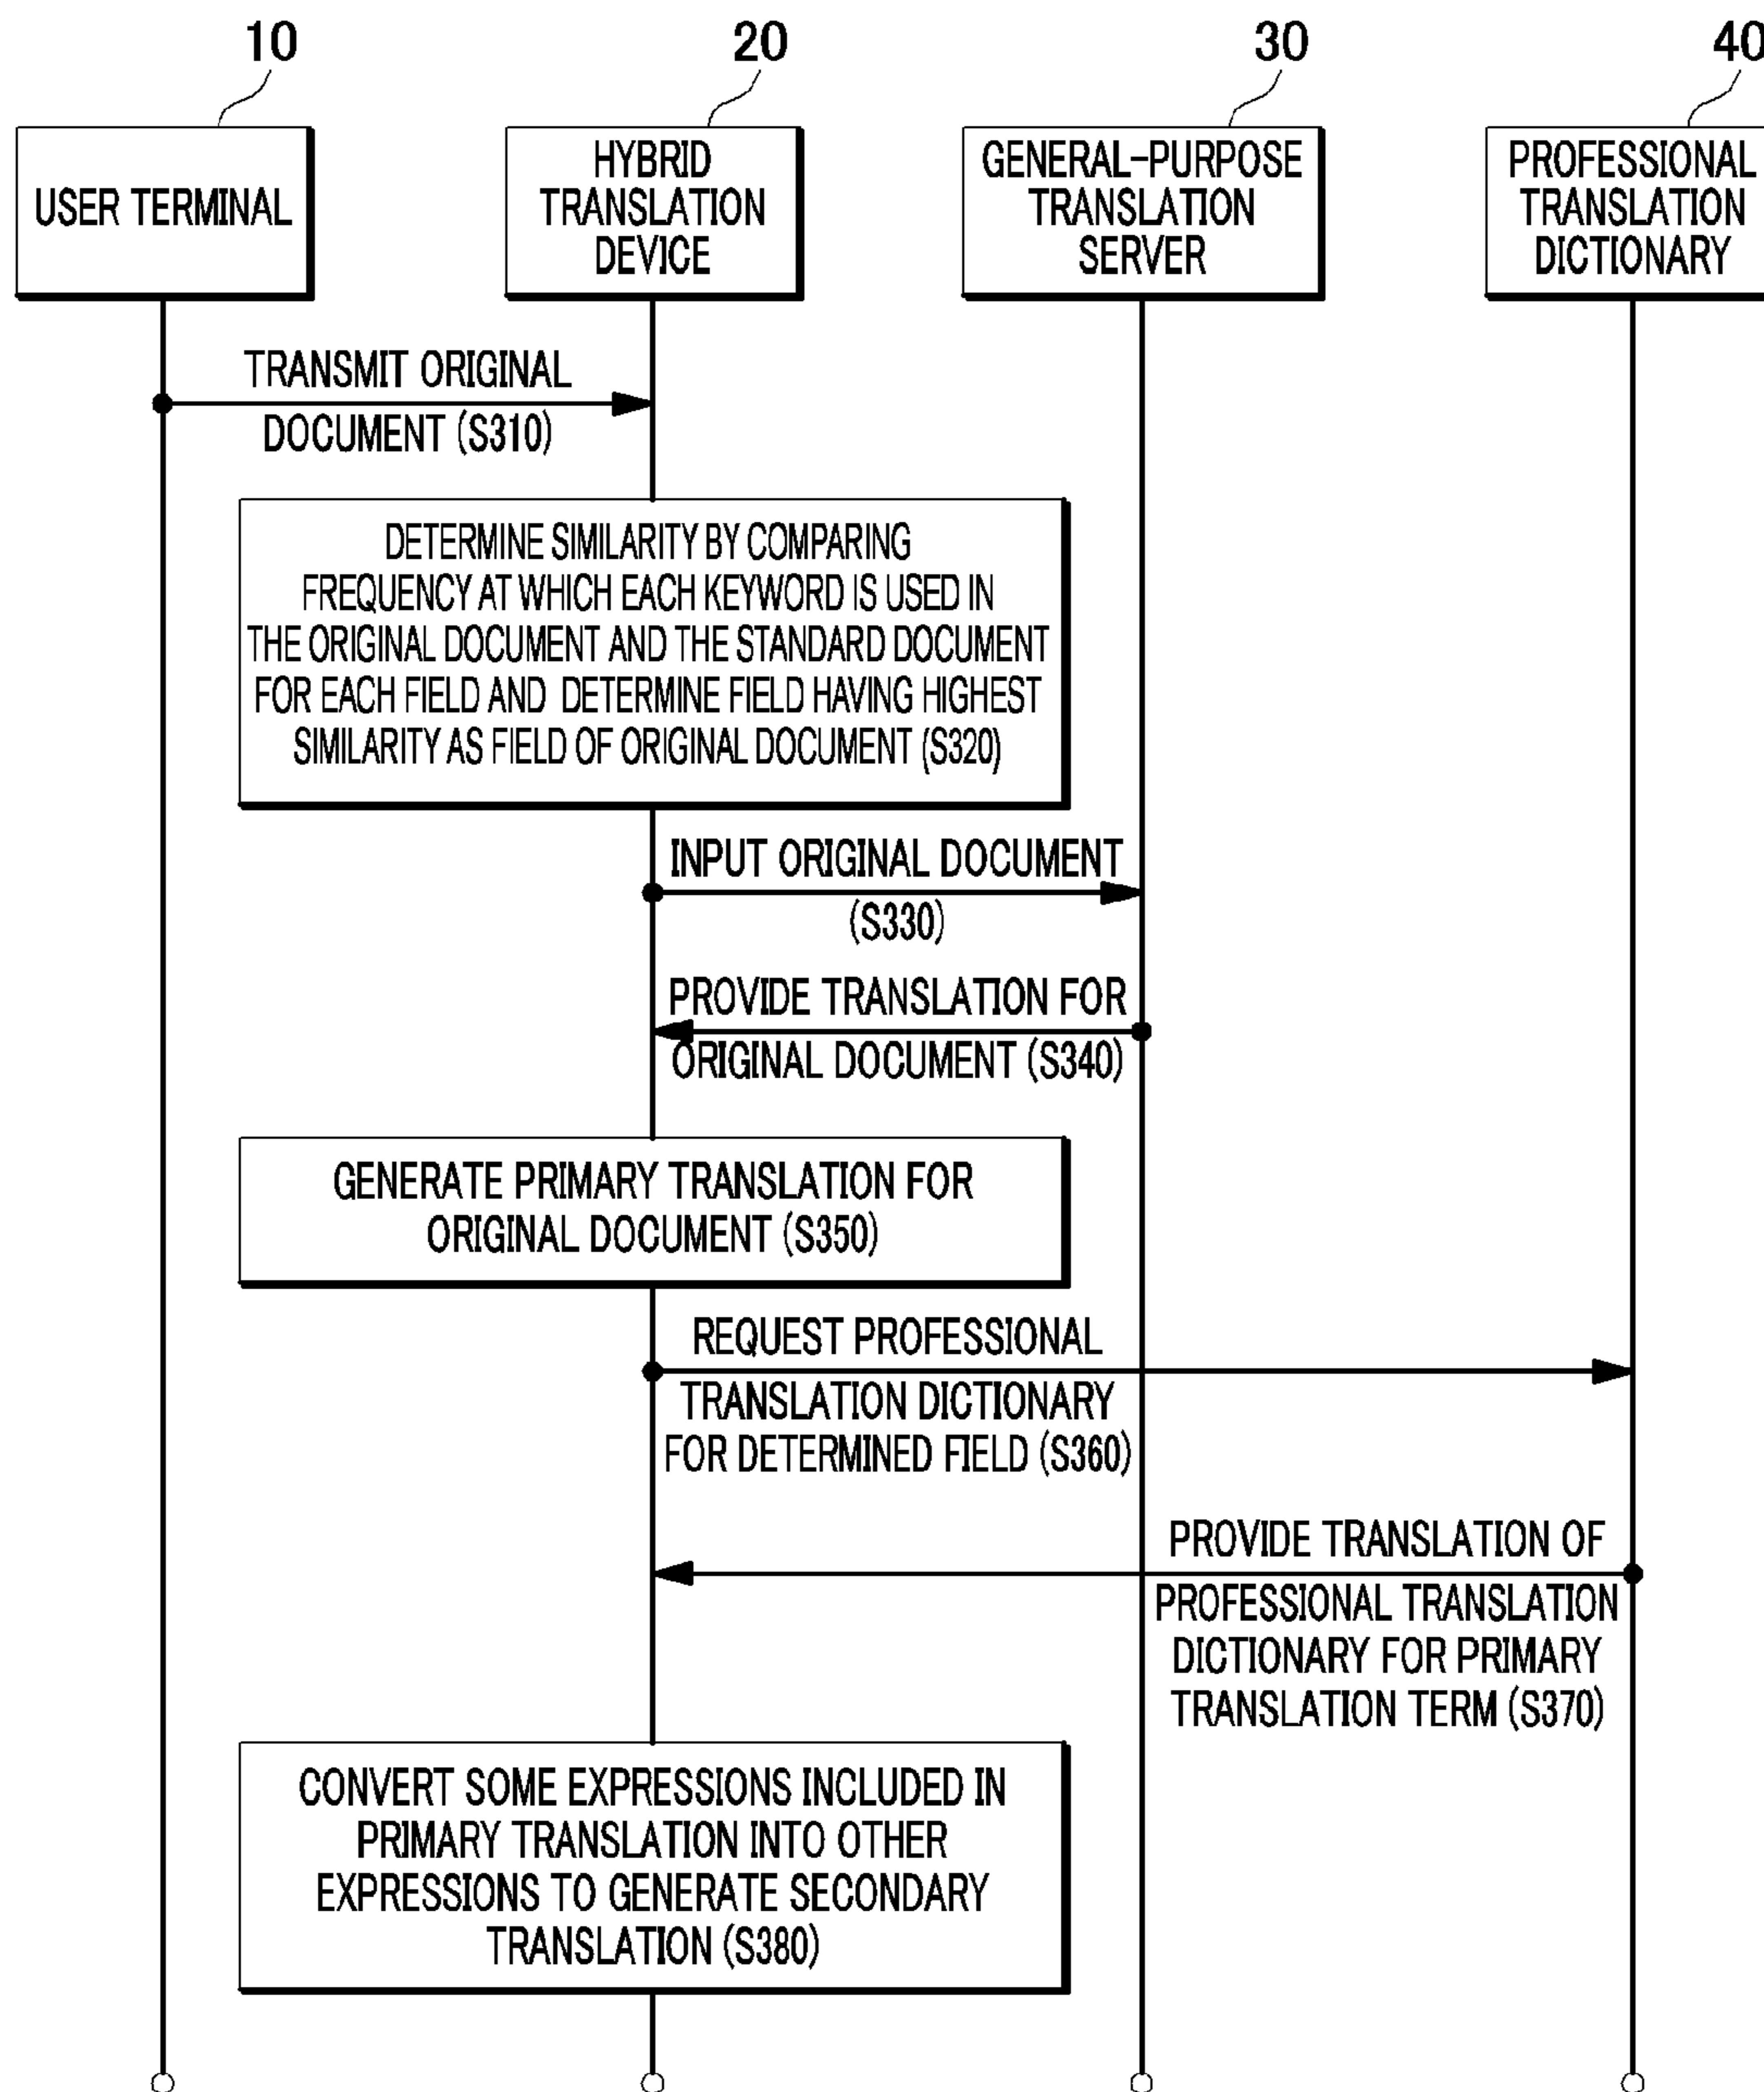 10
20
30
40
USER TERMINAL
HYBRID
TRANSLATION
DEVICE
GENERAL-PURPOSE
TRANSLATION
SERVER
PROFESSIONAL
TRANSLATION
DICTIONARY
TRANSMIT ORIGINAL
DOCUMENT (S310)
DETERMINE SIMILARITY BY COMPARING
FREQUENCY AT WHICH EACH KEYWORD IS USED IN
THE ORIGINAL DOCUMENT AND THE STANDARD DOCUMENT
FOR EACH FIELD AND DETERMINE FIELD HAVING HIGHEST
SIMILARITY AS FIELD OF ORIGINAL DOCUMENT (S320)
INPUT ORIGINAL DOCUMENT
(S330)
PROVIDE TRANSLATION FOR
ORIGINAL DOCUMENT (S340)
GENERATE PRIMARY TRANSLATION FOR
ORIGINAL DOCUMENT (S350)
REQUEST PROFESSIONAL
TRANSLATION DICTIONARY
FOR DETERMINED FIELD (S360)
PROVIDE TRANSLATION OF
PROFESSIONAL TRANSLATION
DICTIONARY FOR PRIMARY
TRANSLATION TERM (S370)
CONVERT SOME EXPRESSIONS INCLUDED IN
PRIMARY TRANSLATION INTO OTHER
EXPRESSIONS TO GENERATE SECONDARY
TRANSLATION (S380)